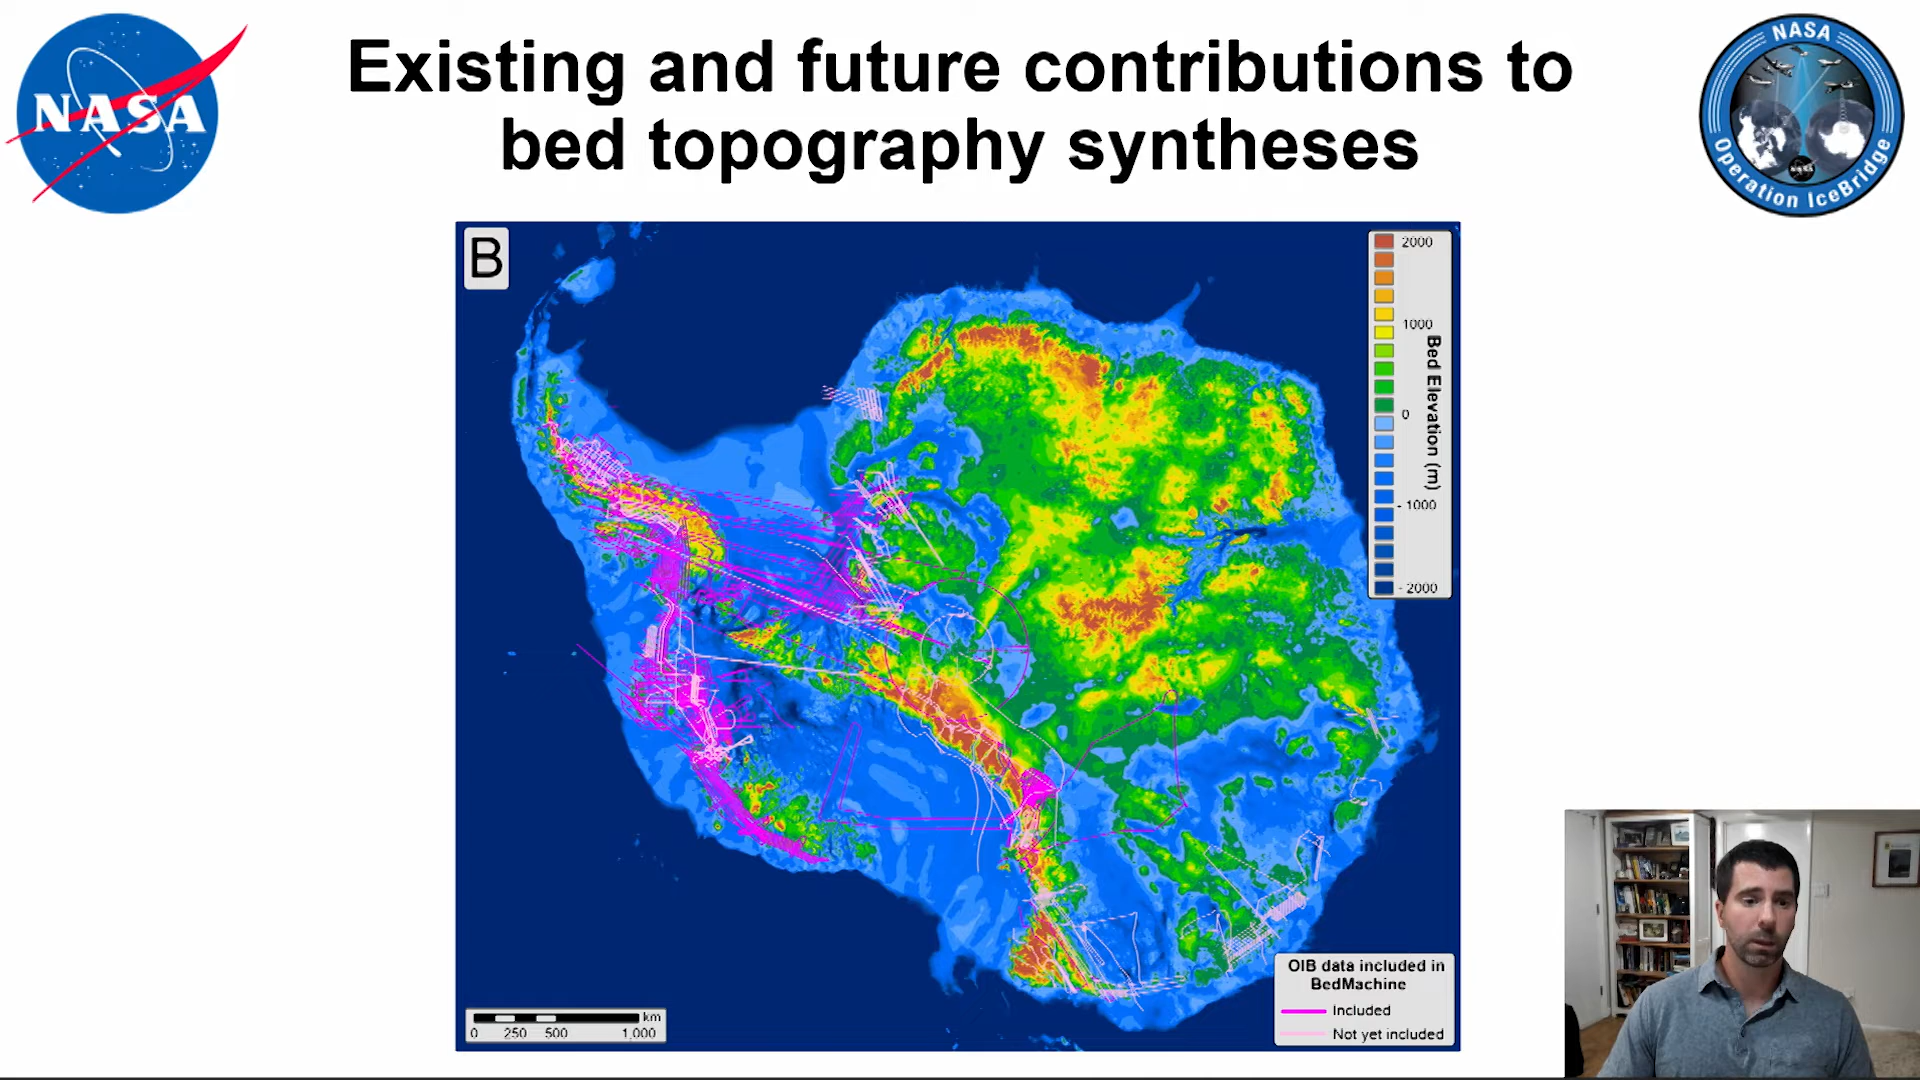 NASA
Existing and future contributions to
bed topography syntheses
NASA
Operation IceBridge
NASA
B
2000
1000
0
- 1000
- 2000
Bed Elevation (m)
km
0 250 500 1,000
OIB data included in
BedMachine
Included
Not yet included